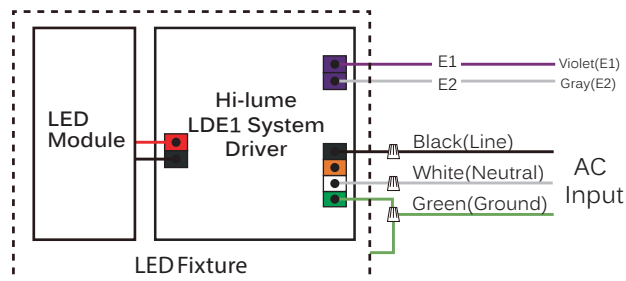 E1
Violet(E1)
E2
Gray(E2)
LED
Module
Hi-lume
LDE1 System
Driver
Black(Line)
White(Neutral)
Green(Ground)
AC
Input
LED Fixture